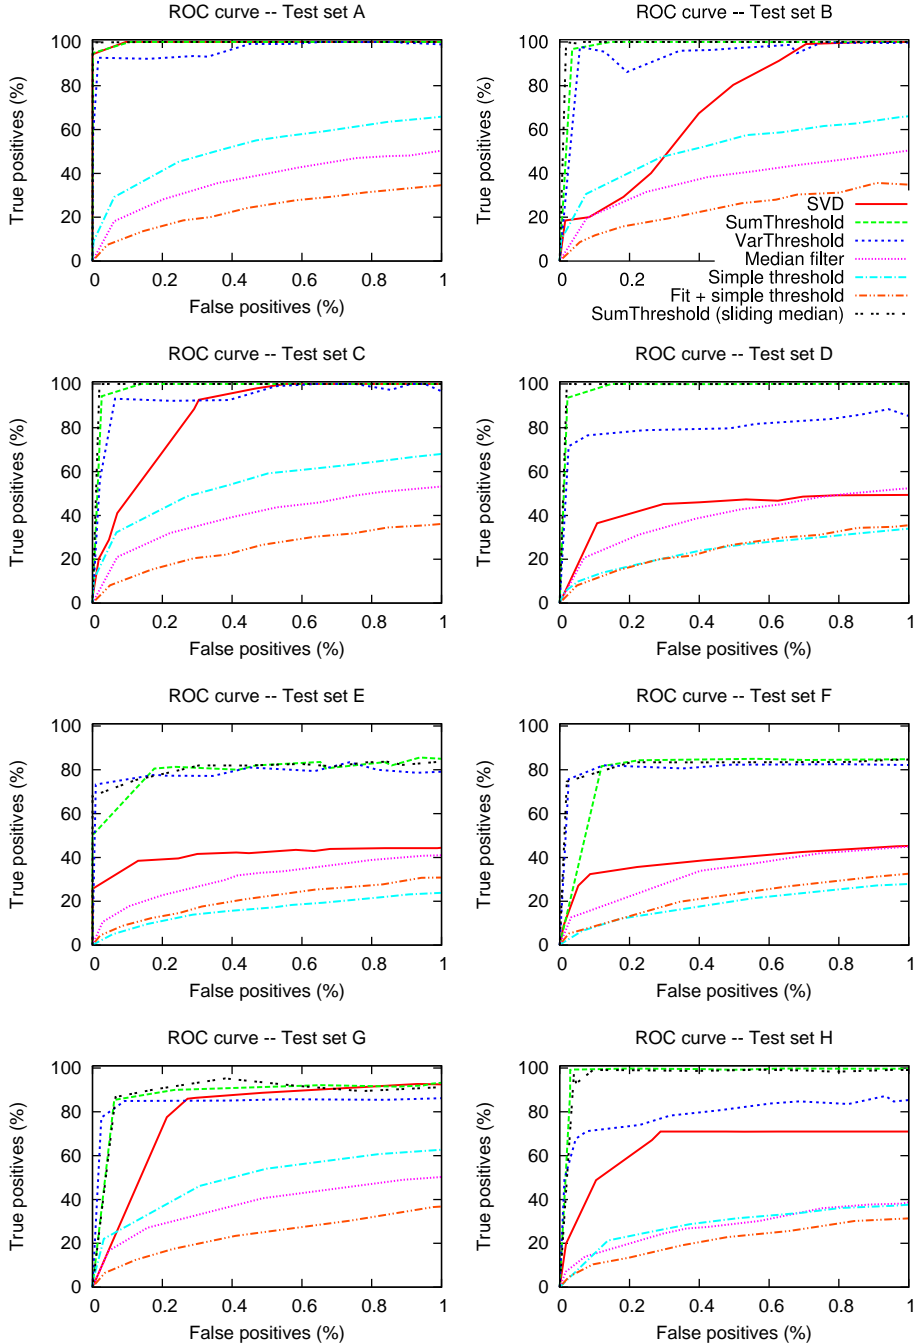 ROC curve -- Test set A
True positives (%)
100
80
60
40
20
0
0 0.2 0.4 0.6 0.8 1
False positives (%)
ROC curve -- Test set B
True positives (%)
100
80
60
40
20
0
0 0.2 0.4 0.6 0.8 1
False positives (%)
SVD
SumThreshold
VarThreshold
Median filter
Simple threshold
Fit + simple threshold
SumThreshold (sliding median)
ROC curve -- Test set C
True positives (%)
100
80
60
40
20
0
0 0.2 0.4 0.6 0.8 1
False positives (%)
ROC curve -- Test set D
True positives (%)
100
80
60
40
20
0
0 0.2 0.4 0.6 0.8 1
False positives (%)
ROC curve -- Test set E
True positives (%)
100
80
60
40
20
0
0 0.2 0.4 0.6 0.8 1
False positives (%)
ROC curve -- Test set F
True positives (%)
100
80
60
40
20
0
0 0.2 0.4 0.6 0.8 1
False positives (%)
ROC curve -- Test set G
True positives (%)
100
80
60
40
20
0
0 0.2 0.4 0.6 0.8 1
False positives (%)
ROC curve -- Test set H
True positives (%)
100
80
60
40
20
0
0 0.2 0.4 0.6 0.8 1
False positives (%)